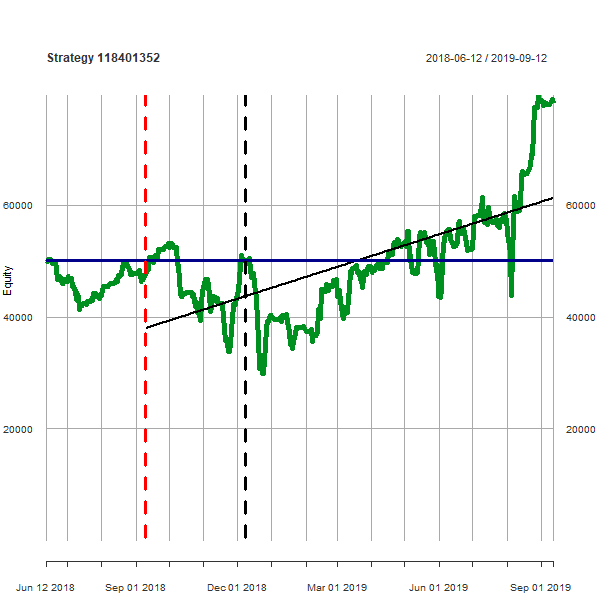 Strategy 118401352
2018-06-12 / 2019-09-12
60000
60000
Equity
40000
40000
20000
20000
Jun 12 2018
Sep 01 2018
Dec 01 2018
Mar 01 2019
Jun 01 2019
Sep 01 2019